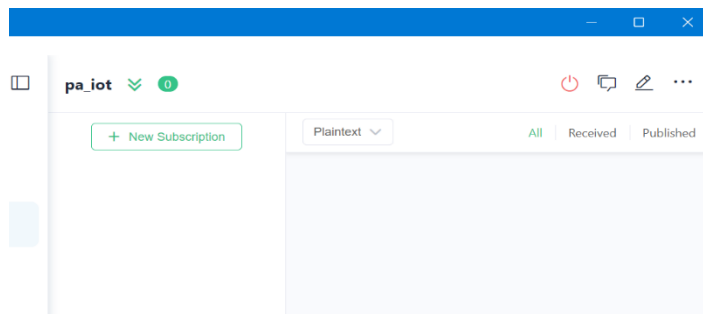 pa_iot 0
+ New Subscription
Plaintext
All Received Published